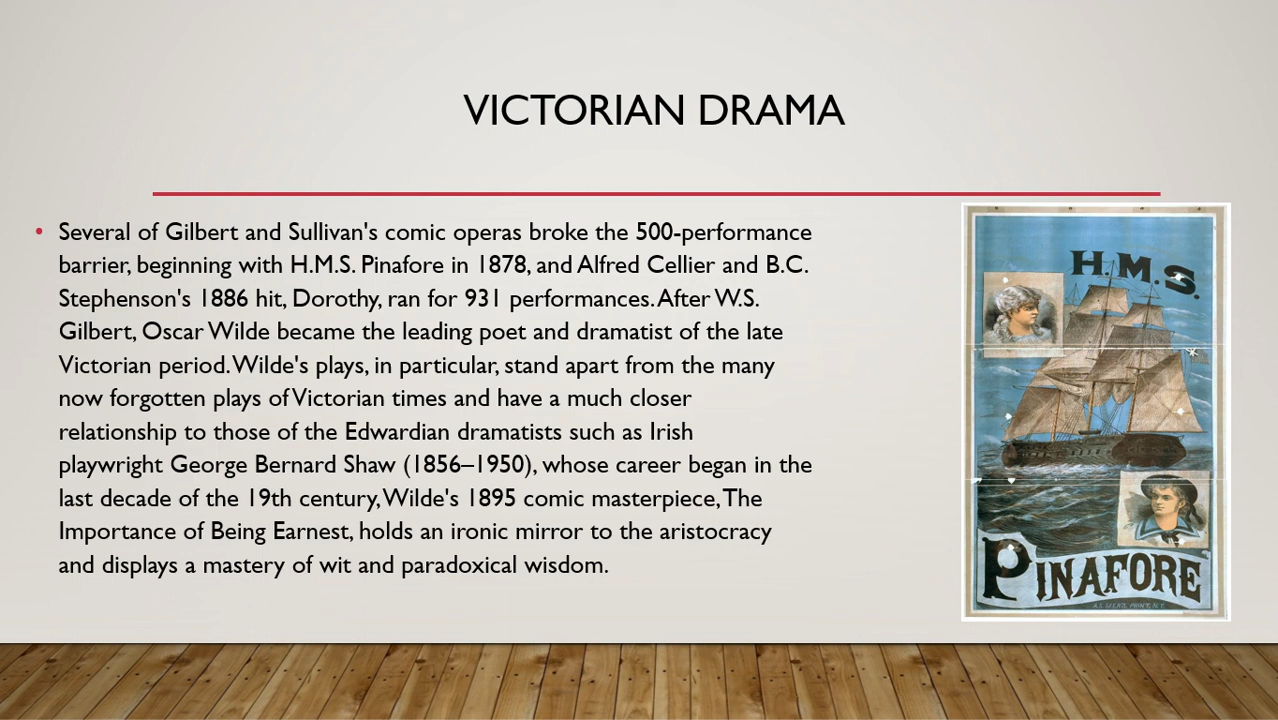 VICTORIAN DRAMA
• Several of Gilbert and Sullivan's comic operas broke the 500-performance
barrier, beginning with H.M.S. Pinafore in 1878, and Alfred Cellier and B.C.
Stephenson's 1886 hit, Dorothy, ran for 931 performances. After W.S.
Gilbert, Oscar Wilde became the leading poet and dramatist of the late
Victorian period. Wilde's plays, in particular, stand apart from the many
now forgotten plays of Victorian times and have a much closer
relationship to those of the Edwardian dramatists such as Irish
playwright George Bernard Shaw (1856–1950), whose career began in the
last decade of the 19th century, Wilde's 1895 comic masterpiece, The
Importance of Being Earnest, holds an ironic mirror to the aristocracy
and displays a mastery of wit and paradoxical wisdom.
H.M.S.
PINAFORE